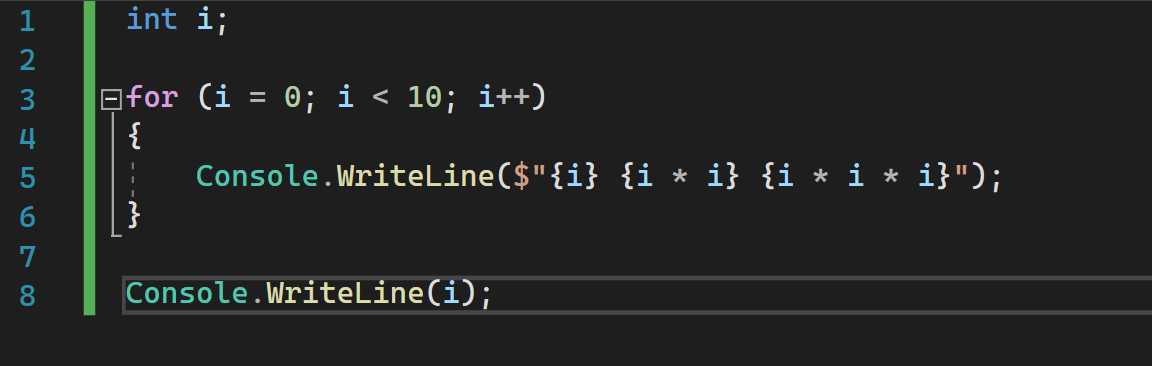 1 int i;
2
3 for (i = 0; i < 10; i++)
4 {
5     Console.WriteLine($"{i} {i * i} {i * i * i}");
6 }
7
8 Console.WriteLine(i);